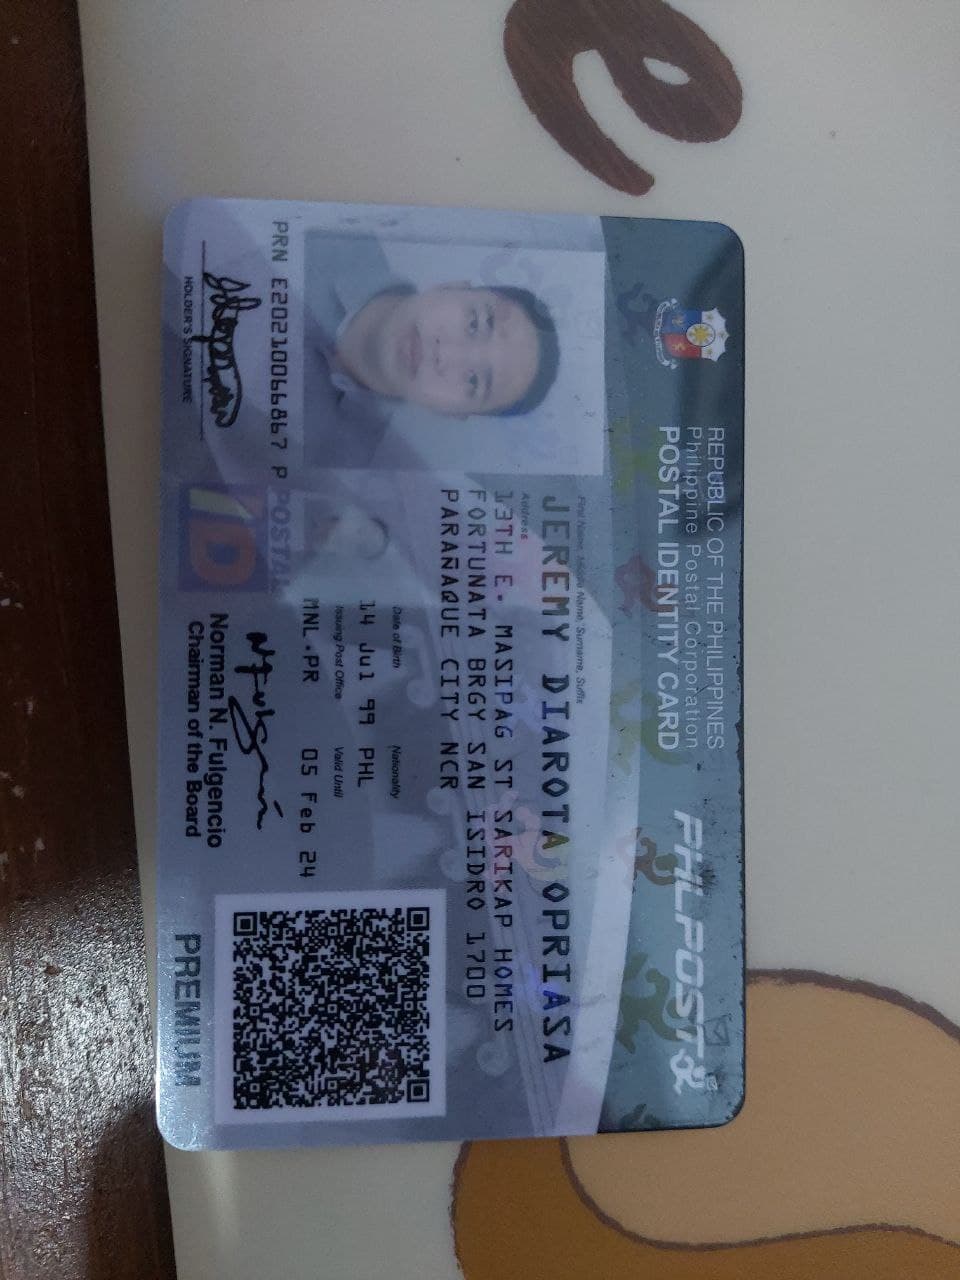 e
REPUBLIC OF THE PHILIPPINES
Philippine Postal Corporation
POSTAL IDENTITY CARD
PHLPOST
First Name, Middle Name, Surname, Suffix
JEREMY DIAROTA OPRIASA
Address
13TH E. MASIPAG ST SARIKAP HOMES
FORTUNATA BRGY SAN ISIDRO 1700
PARAÑAQUE CITY NCR
Date of Birth Nationality
14 Jul 99 PHL
Issuing Post Office Valid Until
MNL.PR 05 Feb 24
PRN E20210066867 P
POSTAL
ID
HOLDER'S SIGNATURE
Norman N. Fulgencio
Chairman of the Board
PREMIUM